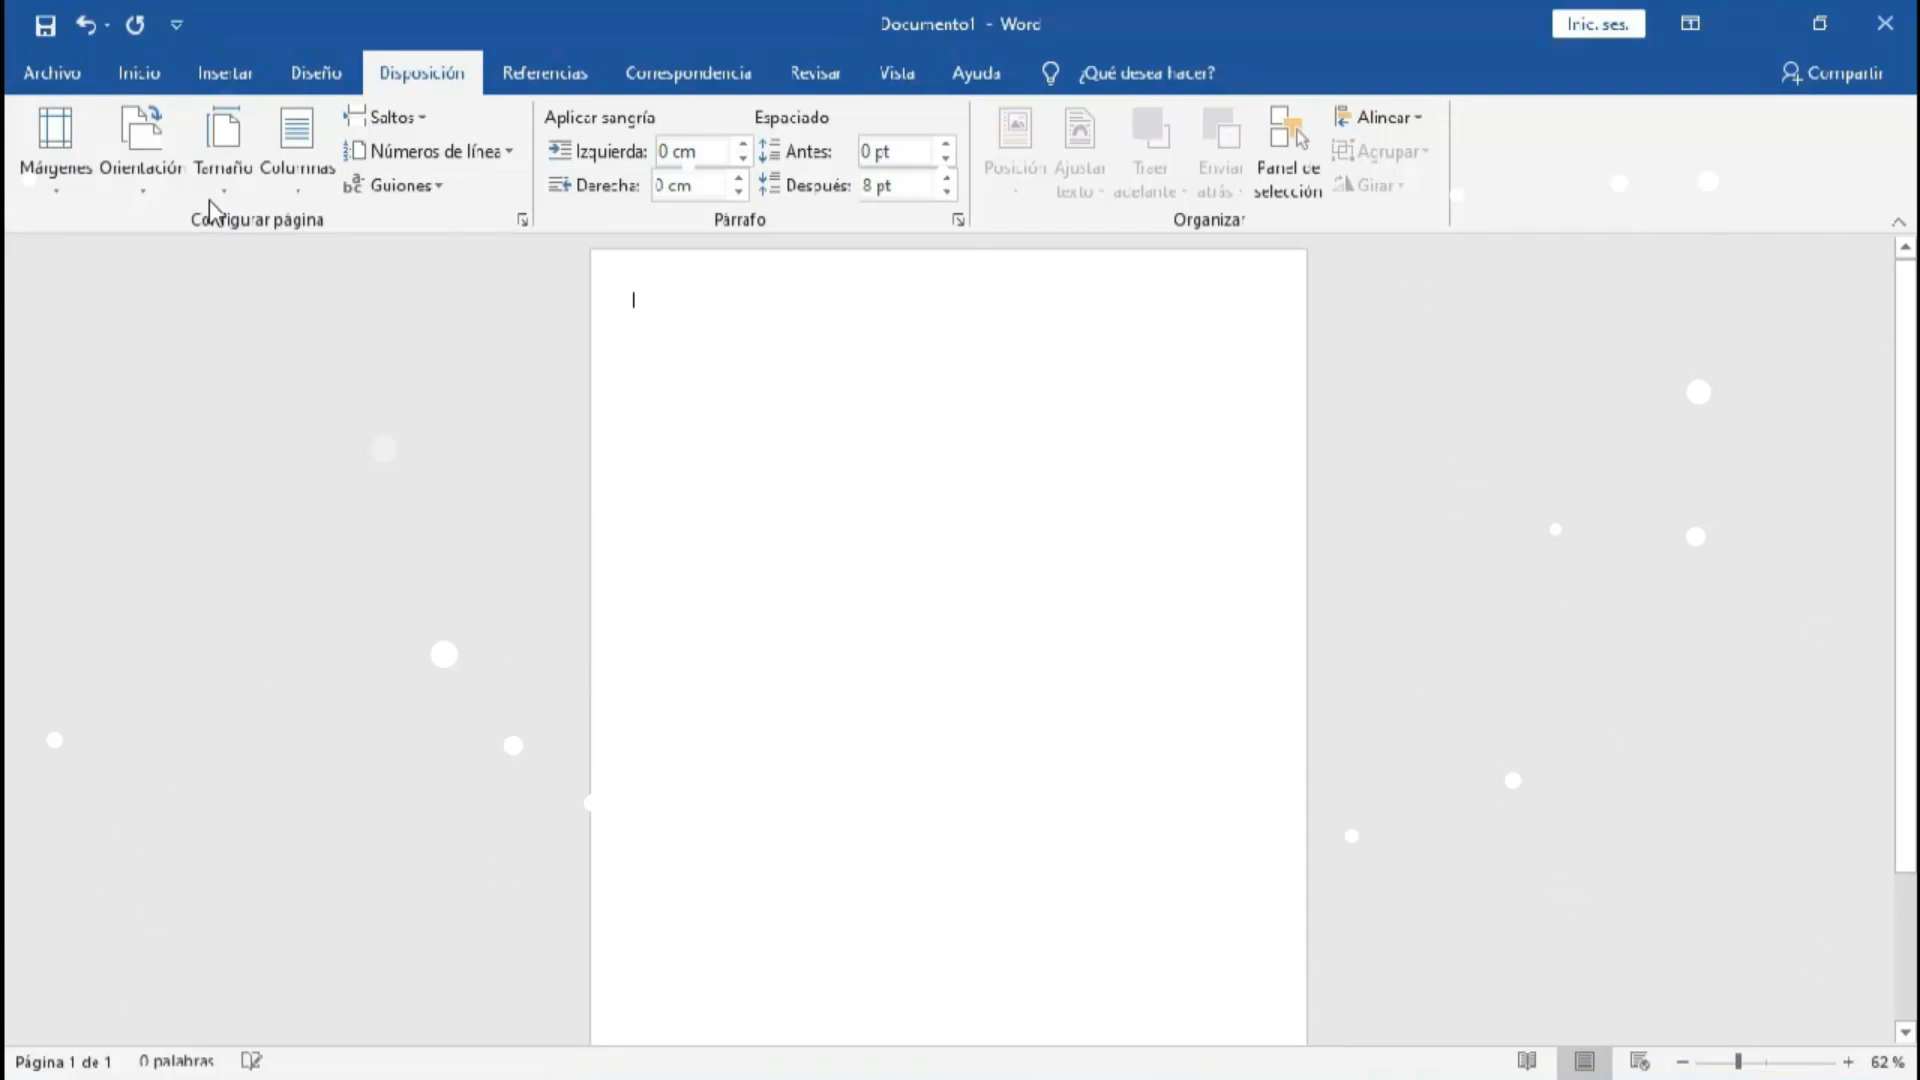 Documento1 - Word
Inic. ses.
Archivo Inicio Insertar Diseño Disposición Referencias Correspondencia Revisar Vista Ayuda ¿Qué desea hacer? Compartir
Márgenes Orientación Tamaño Columnas
Saltos
Números de línea
Guiones
Configurar página
Aplicar sangría Espaciado
Izquierda: 0 cm Antes: 0 pt
Derecha: 0 cm Después: 8 pt
Párrafo
Posición Ajustar texto Traer adelante Enviar atrás Panel de selección
Alinear
Agrupar
Girar
Organizar
Página 1 de 1 0 palabras 62 %